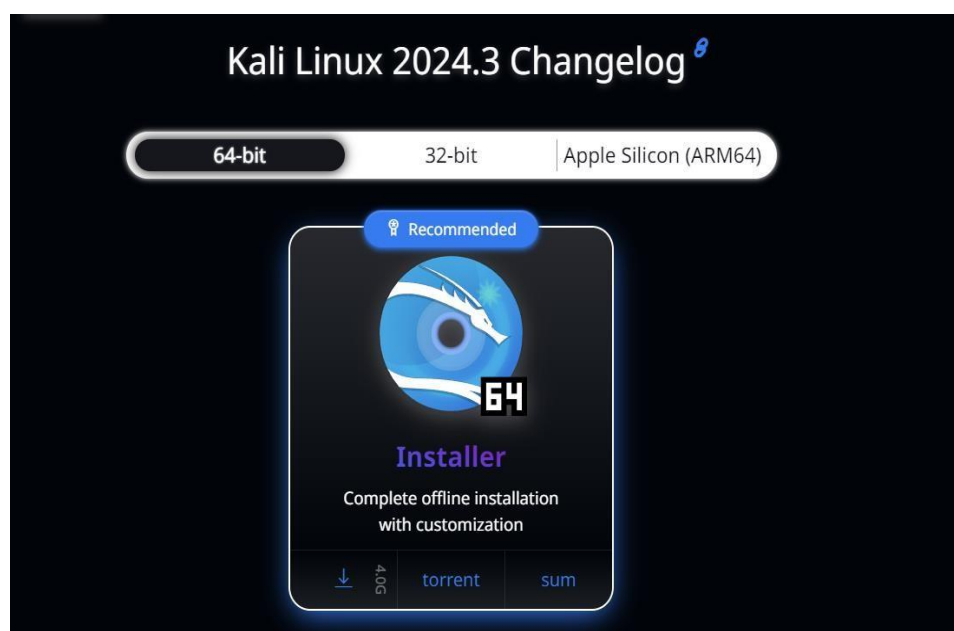 Kali Linux 2024.3 Changelog
64-bit 32-bit Apple Silicon (ARM64)
Recommended
64
Installer
Complete offline installation
with customization
4.0G torrent sum